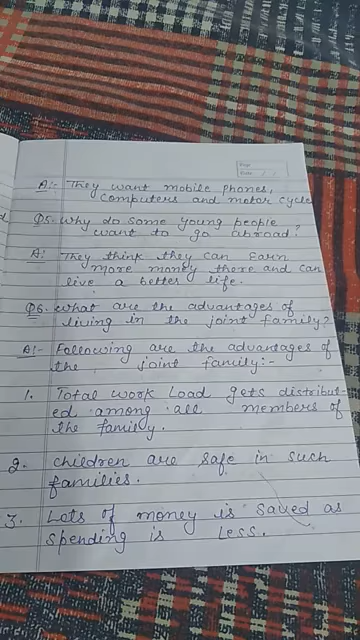 Page
Date
A:- They want mobile phones,
computers and motor cycle
Q5. Why do some young people
want to go abroad?
A:- They think they can earn
more money there and can
live a better life.
Q6. What are the advantages of
living in the joint family?
A:- Following are the advantages of
the joint family:-
1. Total work load gets distribut-
ed among all members of
the family.
2. children are safe in such
families.
3. Lots of money is saved as
spending is less.